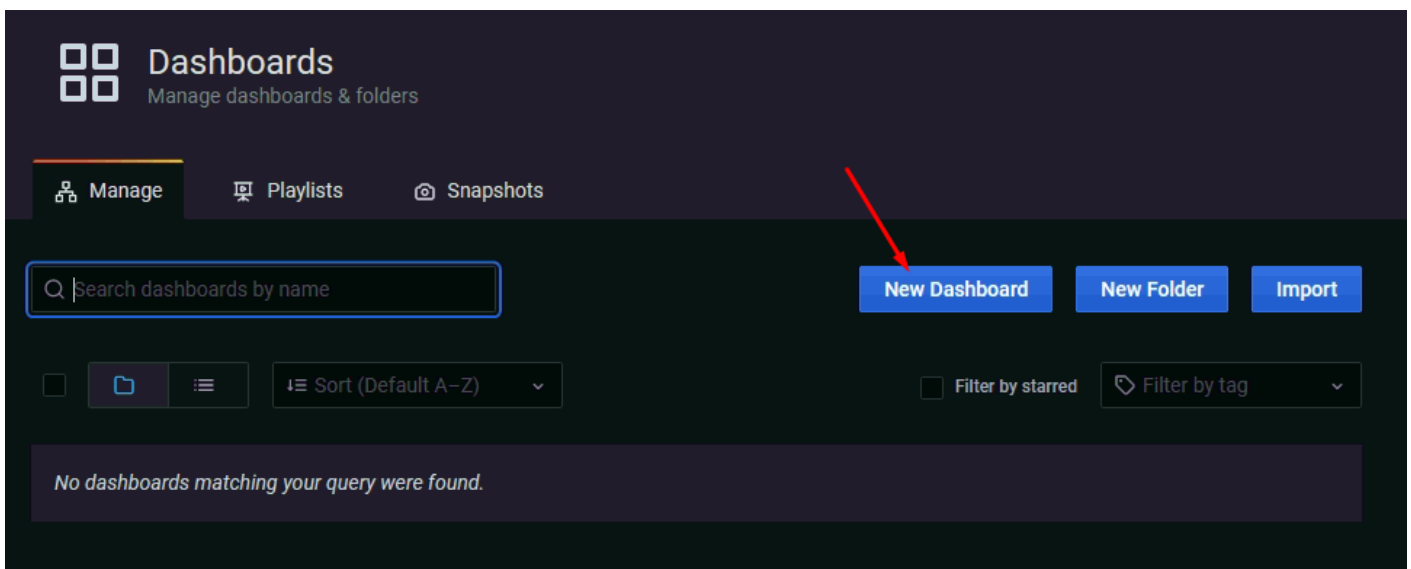 Dashboards
Manage dashboards & folders
Manage Playlists Snapshots
Search dashboards by name New Dashboard New Folder Import
Sort (Default A–Z) Filter by starred Filter by tag
No dashboards matching your query were found.